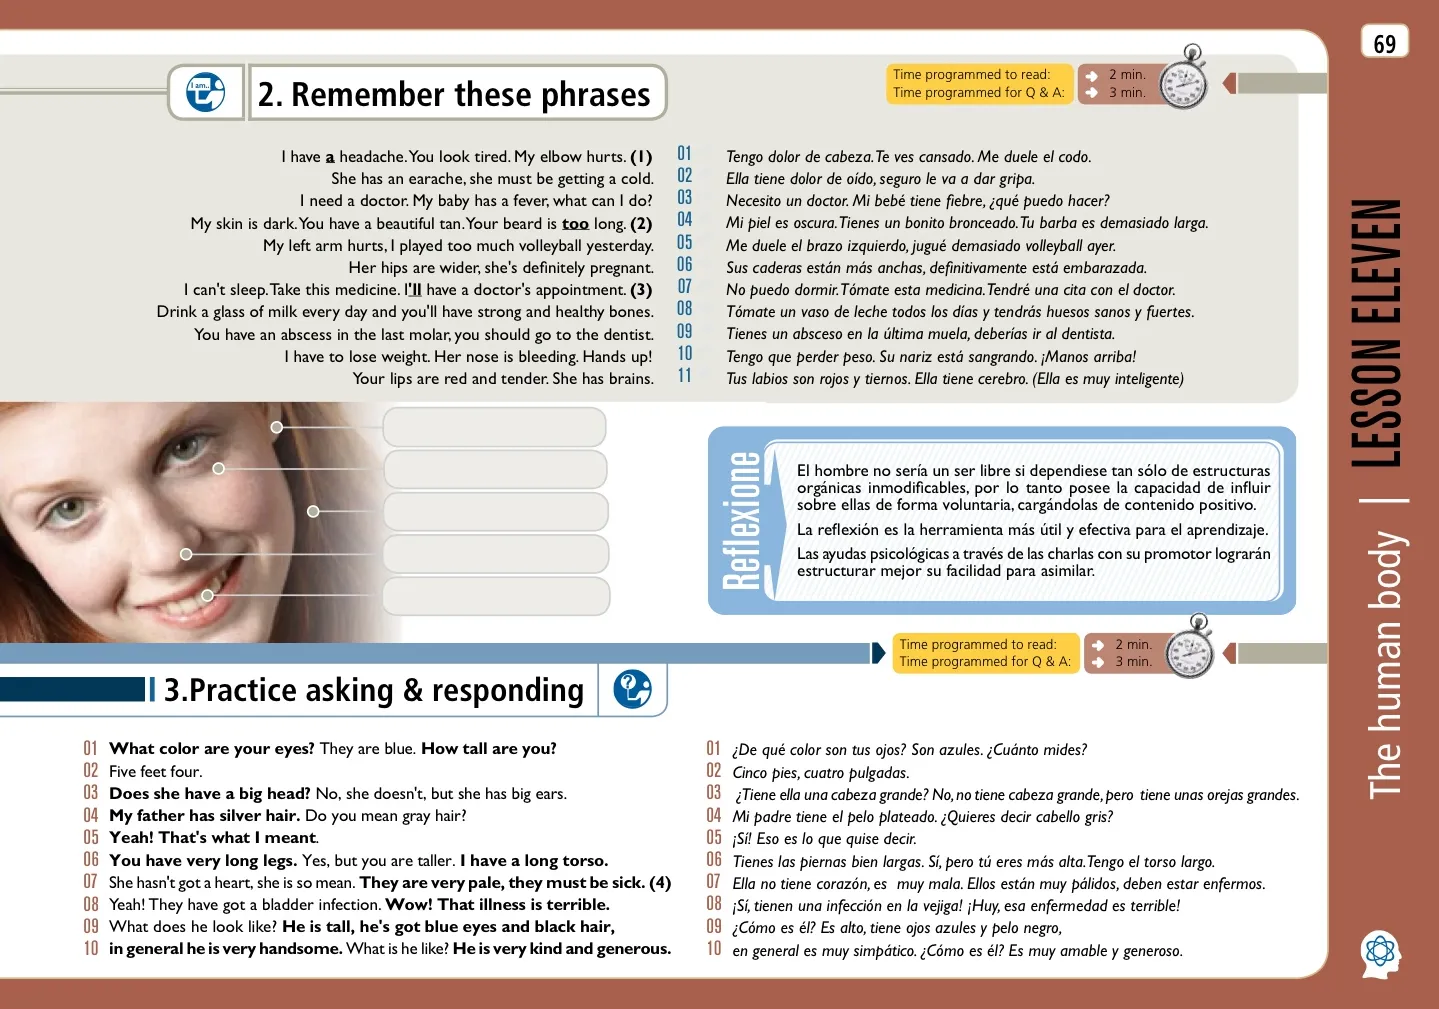 69
I am...
2. Remember these phrases
Time programmed to read: 2 min.
Time programmed for Q & A: 3 min.
I have a headache. You look tired. My elbow hurts. (1) 01 Tengo dolor de cabeza. Te ves cansado. Me duele el codo.
She has an earache, she must be getting a cold. 02 Ella tiene dolor de oído, seguro le va a dar gripa.
I need a doctor. My baby has a fever, what can I do? 03 Necesito un doctor. Mi bebé tiene fiebre, ¿qué puedo hacer?
My skin is dark. You have a beautiful tan. Your beard is too long. (2) 04 Mi piel es oscura. Tienes un bonito bronceado. Tu barba es demasiado larga.
My left arm hurts, I played too much volleyball yesterday. 05 Me duele el brazo izquierdo, jugué demasiado volleyball ayer.
Her hips are wider, she's definitely pregnant. 06 Sus caderas están más anchas, definitivamente está embarazada.
I can't sleep. Take this medicine. I'll have a doctor's appointment. (3) 07 No puedo dormir. Tómate esta medicina. Tendré una cita con el doctor.
Drink a glass of milk every day and you'll have strong and healthy bones. 08 Tómate un vaso de leche todos los días y tendrás huesos sanos y fuertes.
You have an abscess in the last molar, you should go to the dentist. 09 Tienes un absceso en la última muela, deberías ir al dentista.
I have to lose weight. Her nose is bleeding. Hands up! 10 Tengo que perder peso. Su nariz está sangrando. ¡Manos arriba!
Your lips are red and tender. She has brains. 11 Tus labios son rojos y tiernos. Ella tiene cerebro. (Ella es muy inteligente)
Reflexione
El hombre no sería un ser libre si dependiese tan sólo de estructuras
orgánicas inmodificables, por lo tanto posee la capacidad de influir
sobre ellas de forma voluntaria, cargándolas de contenido positivo.
La reflexión es la herramienta más útil y efectiva para el aprendizaje.
Las ayudas psicológicas a través de las charlas con su promotor lograrán
estructurar mejor su facilidad para asimilar.
Time programmed to read: 2 min.
Time programmed for Q & A: 3 min.
3.Practice asking & responding
?
01 What color are your eyes? They are blue. How tall are you? 01 ¿De qué color son tus ojos? Son azules. ¿Cuánto mides?
02 Five feet four. 02 Cinco pies, cuatro pulgadas.
03 Does she have a big head? No, she doesn't, but she has big ears. 03 ¿Tiene ella una cabeza grande? No, no tiene cabeza grande, pero tiene unas orejas grandes.
04 My father has silver hair. Do you mean gray hair? 04 Mi padre tiene el pelo plateado. ¿Quieres decir cabello gris?
05 Yeah! That's what I meant. 05 ¡Sí! Eso es lo que quise decir.
06 You have very long legs. Yes, but you are taller. I have a long torso. 06 Tienes las piernas bien largas. Sí, pero tú eres más alta. Tengo el torso largo.
07 She hasn't got a heart, she is so mean. They are very pale, they must be sick. (4) 07 Ella no tiene corazón, es muy mala. Ellos están muy pálidos, deben estar enfermos.
08 Yeah! They have got a bladder infection. Wow! That illness is terrible. 08 ¡Sí, tienen una infección en la vejiga! ¡Huy, esa enfermedad es terrible!
09 What does he look like? He is tall, he's got blue eyes and black hair, 09 ¿Cómo es él? Es alto, tiene ojos azules y pelo negro,
10 in general he is very handsome. What is he like? He is very kind and generous. 10 en general es muy simpático. ¿Cómo es él? Es muy amable y generoso.
The human body | LESSON ELEVEN